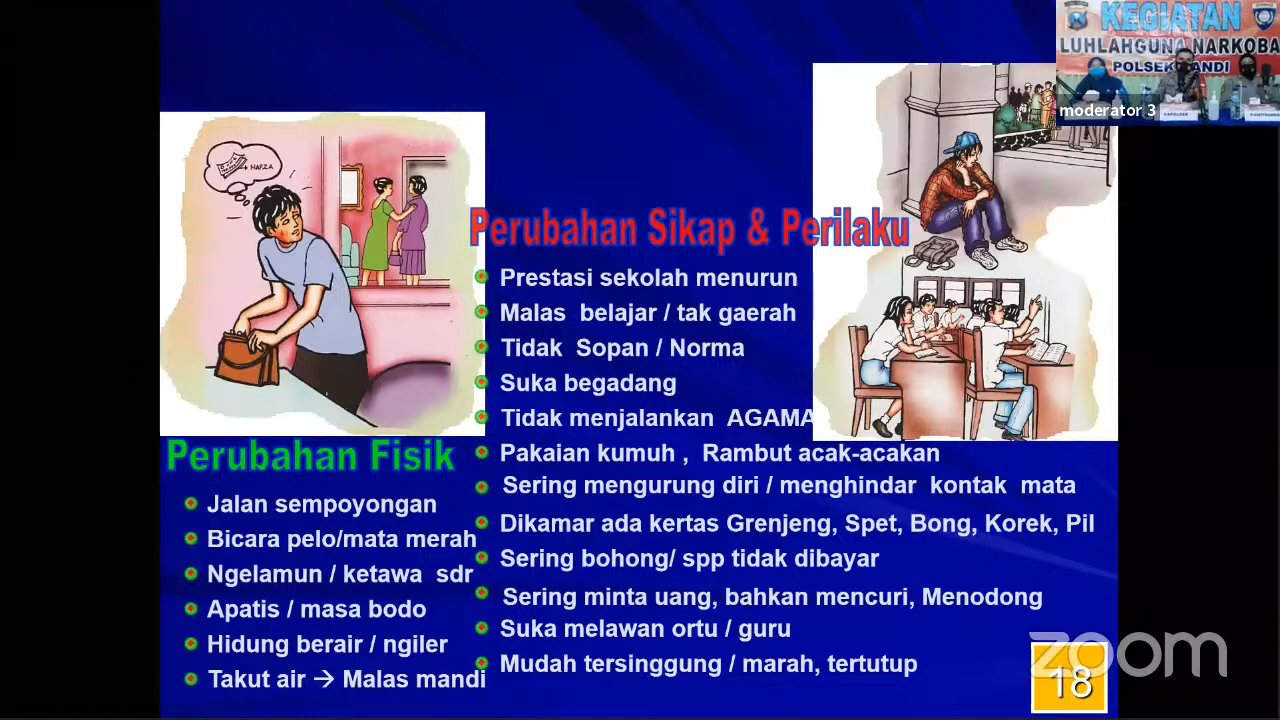 KEGIATAN
LUHLAHGUNA NARKOBA
POLSEK
moderator 3
Perubahan Sikap & Perilaku
Prestasi sekolah menurun
Malas belajar / tak gaerah
Tidak Sopan / Norma
Suka begadang
Tidak menjalankan AGAMA
Pakaian kumuh , Rambut acak-acakan
Sering mengurung diri / menghindar kontak mata
Dikamar ada kertas Grenjeng, Spet, Bong, Korek, Pil
Sering bohong/ spp tidak dibayar
Sering minta uang, bahkan mencuri, Menodong
Suka melawan ortu / guru
Mudah tersinggung / marah, tertutup
Perubahan Fisik
Jalan sempoyongan
Bicara pelo/mata merah
Ngelamun / ketawa sdr
Apatis / masa bodo
Hidung berair / ngiler
Takut air → Malas mandi
zoom
18